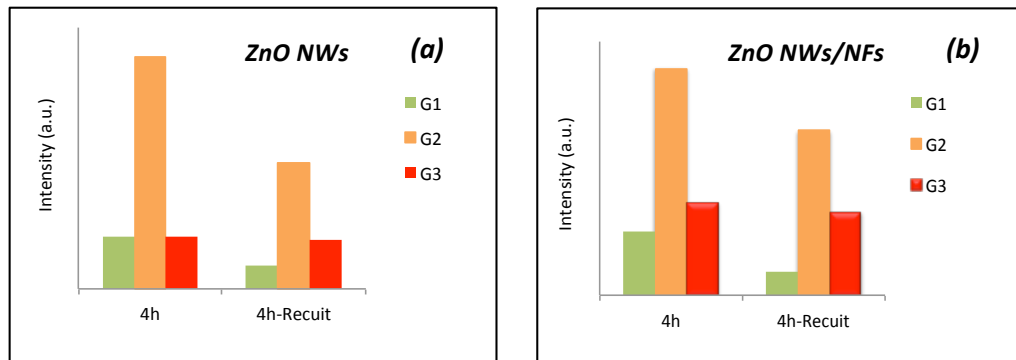 ZnO NWs (a)
Intensity (a.u.)
G1
G2
G3
4h 4h-Recuit
ZnO NWs/NFs (b)
Intensity (a.u.)
G1
G2
G3
4h 4h-Recuit